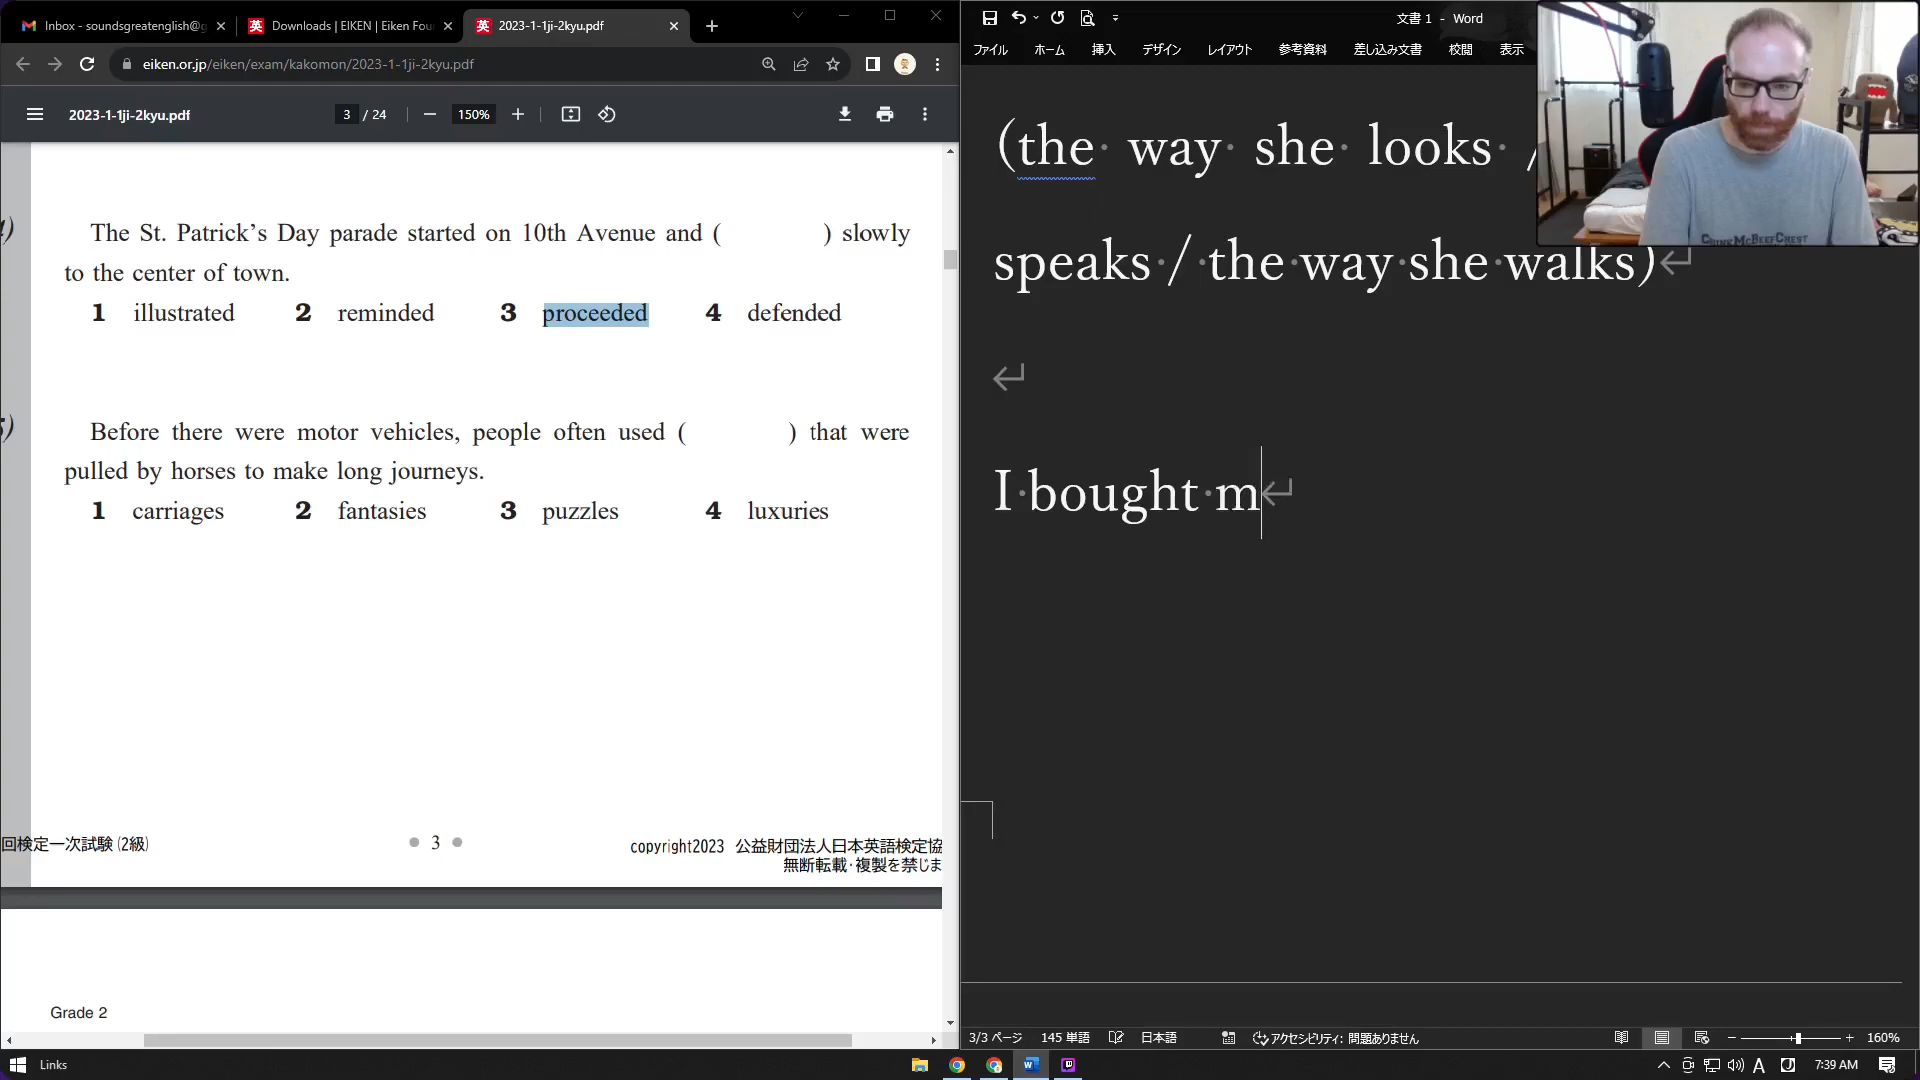 Inbox - soundsgreatenglish@g
Downloads | EIKEN | Eiken Four
2023-1-1ji-2kyu.pdf
eiken.or.jp/eiken/exam/kakomon/2023-1-1ji-2kyu.pdf
2023-1-1ji-2kyu.pdf
3 / 24
150%
The St. Patrick's Day parade started on 10th Avenue and (            ) slowly
to the center of town.
1 illustrated 2 reminded 3 proceeded 4 defended
5)
Before there were motor vehicles, people often used (            ) that were
pulled by horses to make long journeys.
1 carriages 2 fantasies 3 puzzles 4 luxuries
回検定一次試験 (2級)
● 3 ●
copyright2023 公益財団法人日本英語検定協
無断転載・複製を禁じま
Grade 2
文書 1 - Word
ファイル ホーム 挿入 デザイン レイアウト 参考資料 差し込み文書 校閲 表示
(the way she looks /
speaks / the way she walks)
I bought m
CHUNK MCBEEFCHEST
3/3 ページ 145 単語 日本語 アクセシビリティ: 問題ありません 160%
Links
A 7:39 AM